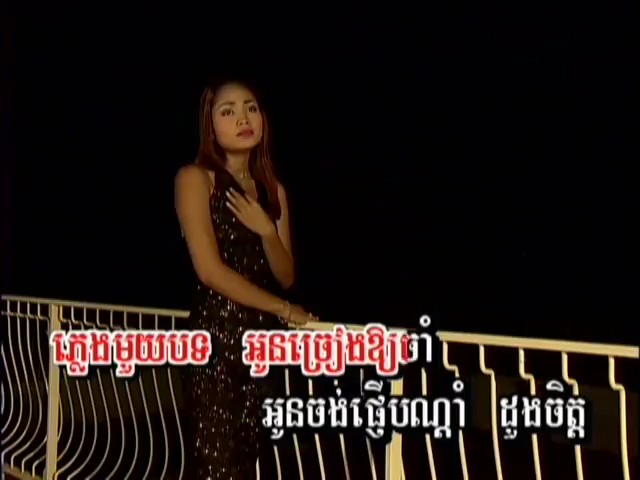 ភ្លេងមួយបទ អូនច្រៀងឱ្យចាំ
អូនចង់ផ្ញើបណ្ដាំ ដួងចិត្ត